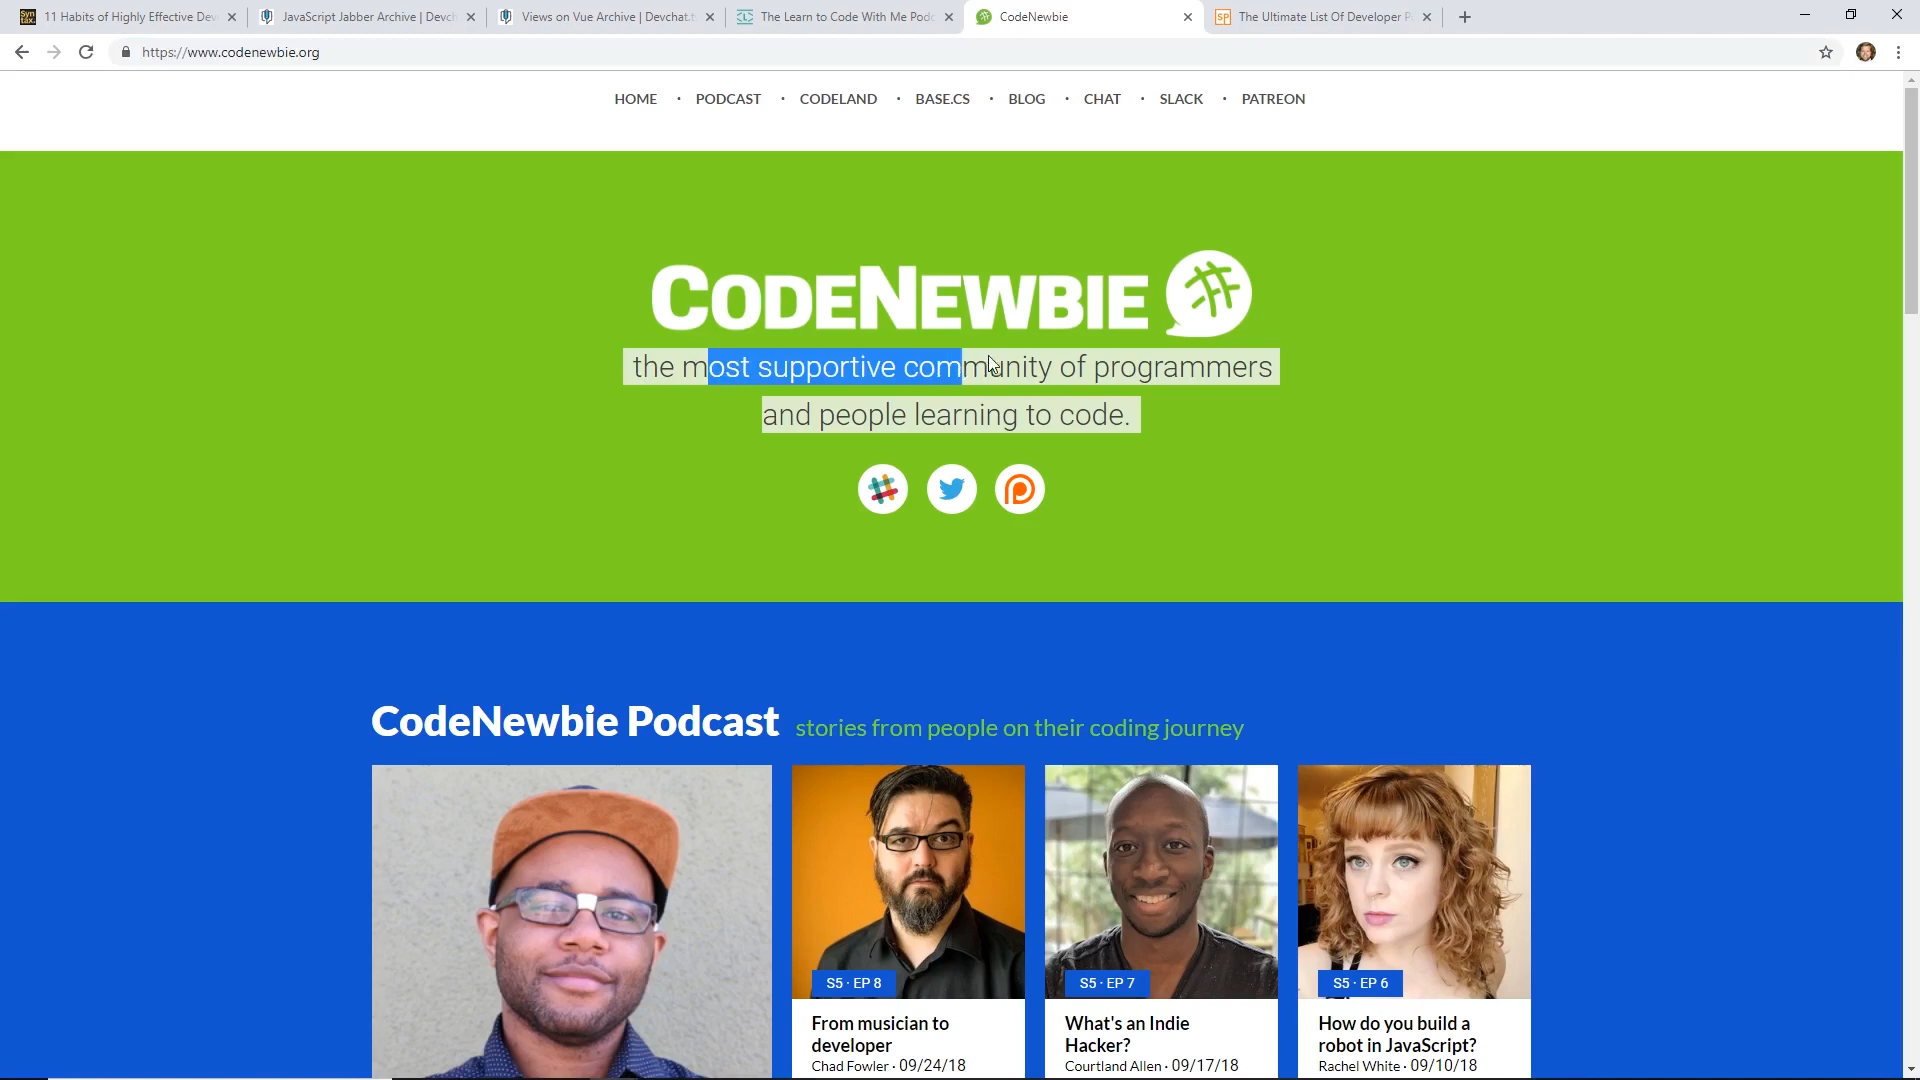 11 Habits of Highly Effective Dev
JavaScript Jabber Archive | Devch
Views on Vue Archive | Devchat.t
The Learn to Code With Me Podc
CodeNewbie
The Ultimate List Of Developer P
https://www.codenewbie.org
HOME · PODCAST · CODELAND · BASE.CS · BLOG · CHAT · SLACK · PATREON
CODENEWBIE
the most supportive community of programmers
and people learning to code.
CodeNewbie Podcast stories from people on their coding journey
S5 · EP 8
From musician to
developer
Chad Fowler · 09/24/18
S5 · EP 7
What's an Indie
Hacker?
Courtland Allen · 09/17/18
S5 · EP 6
How do you build a
robot in JavaScript?
Rachel White · 09/10/18